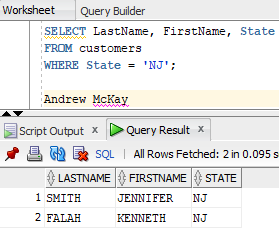 Worksheet Query Builder
SELECT LastName, FirstName, State
FROM customers
WHERE State = 'NJ';
Andrew McKay
Script Output × Query Result ×
SQL | All Rows Fetched: 2 in 0.095 s
LASTNAME FIRSTNAME STATE
1 SMITH JENNIFER NJ
2 FALAH KENNETH NJ